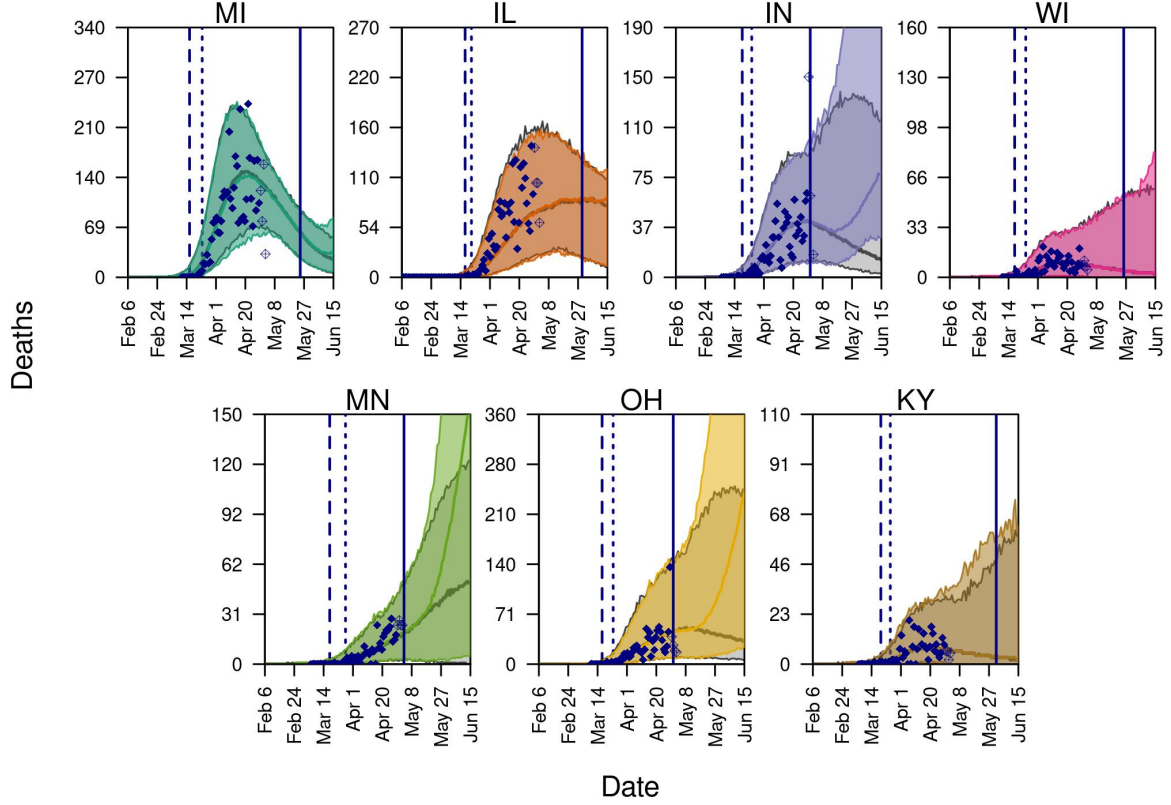 MI IL IN WI
340 270 190 160
270 220 150 130
210 160 110 98
140 110 75 66
69 54 37 33
0 0 0 0
Feb 6 Feb 24 Mar 14 Apr 1 Apr 20 May 8 May 27 Jun 15 Feb 6 Feb 24 Mar 14 Apr 1 Apr 20 May 8 May 27 Jun 15 Feb 6 Feb 24 Mar 14 Apr 1 Apr 20 May 8 May 27 Jun 15 Feb 6 Feb 24 Mar 14 Apr 1 Apr 20 May 8 May 27 Jun 15
Deaths
MN OH KY
150 360 110
120 280 91
92 210 68
62 140 46
31 71 23
0 0 0
Feb 6 Feb 24 Mar 14 Apr 1 Apr 20 May 8 May 27 Jun 15 Feb 6 Feb 24 Mar 14 Apr 1 Apr 20 May 8 May 27 Jun 15 Feb 6 Feb 24 Mar 14 Apr 1 Apr 20 May 8 May 27 Jun 15
Date